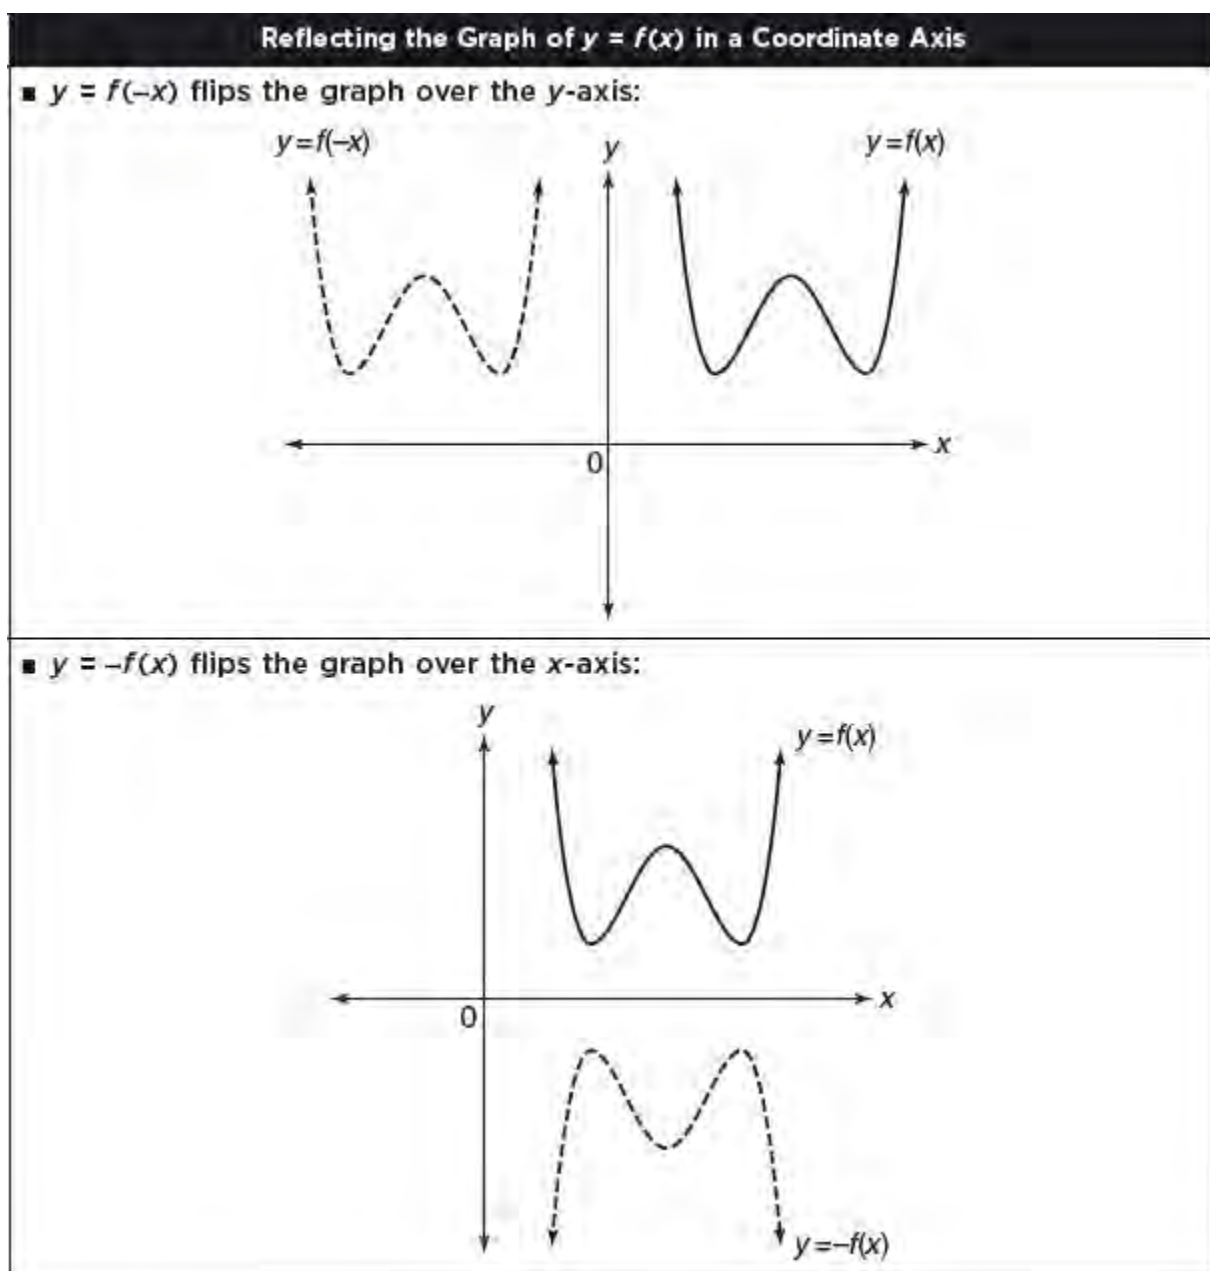 Reflecting the Graph of y = f(x) in a Coordinate Axis
■ y = f(–x) flips the graph over the y-axis:
y=f(–x)
y
y=f(x)
x
0
■ y = –f(x) flips the graph over the x-axis:
y
y=f(x)
x
0
y=–f(x)